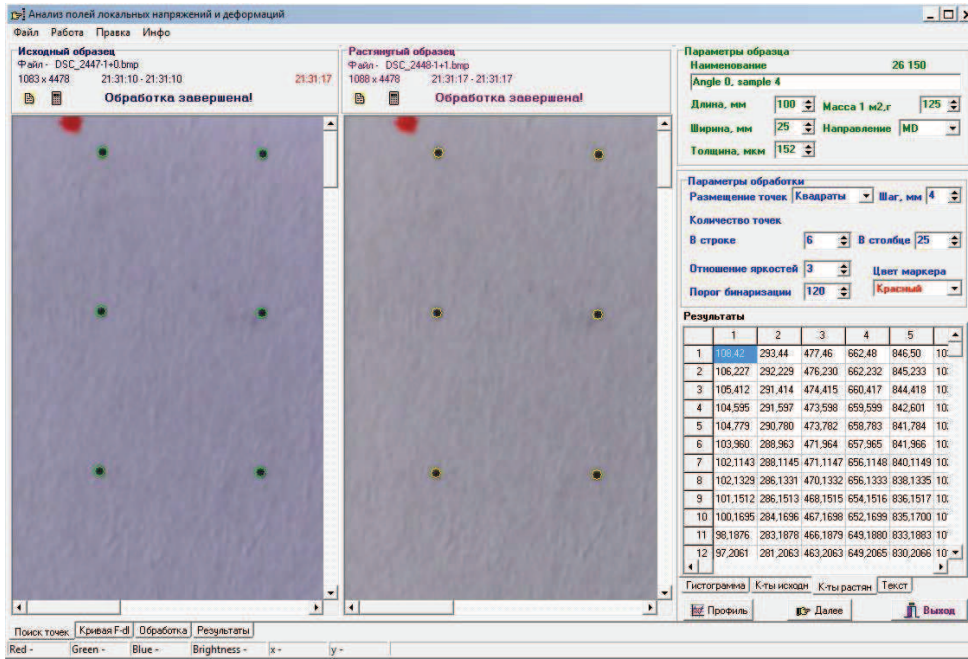 Анализ полей локальных напряжений и деформаций
Файл Работа Правка Инфо
Исходный образец
Файл - DSC_2447-1+0.bmp
1083 x 4478 21:31:10 - 21:31:10 21:31:17
Обработка завершена!
Растянутый образец
Файл - DSC_2448-1+1.bmp
1088 x 4478 21:31:17 - 21:31:17
Обработка завершена!
Параметры образца
Наименование 26 150
Angle 0, sample 4
Длина, мм 100 Масса 1 м2,г 125
Ширина, мм 25 Направление MD
Толщина, мкм 152
Параметры обработки
Размещение точек Квадраты Шаг, мм 4
Количество точек
В строке 6 В столбце 25
Отношение яркостей 3 Цвет маркера
Порог бинаризации 120 Красный
Результаты
1 2 3 4 5
1 108,42 293,44 477,46 662,48 846,50 10
2 106,227 292,229 476,230 662,232 845,233 10
3 105,412 291,414 474,415 660,417 844,418 10
4 104,595 291,597 473,598 659,599 842,601 10
5 104,779 290,780 473,782 658,783 841,784 10
6 103,960 288,963 471,964 657,965 841,966 10
7 102,1143 288,1145 471,1147 656,1148 840,1149 10
8 102,1329 286,1331 470,1332 656,1333 838,1335 10
9 101,1512 286,1513 468,1515 654,1516 836,1517 10
10 100,1695 284,1696 467,1698 652,1699 835,1700 10
11 98,1876 283,1878 466,1879 649,1880 833,1883 10
12 97,2061 281,2063 463,2063 649,2065 830,2066 10
Гистограмма К-ты исходн К-ты растян Текст
Профиль Далее Выход
Поиск точек Кривая F-dl Обработка Результаты
Red - Green - Blue - Brightness - x - y -